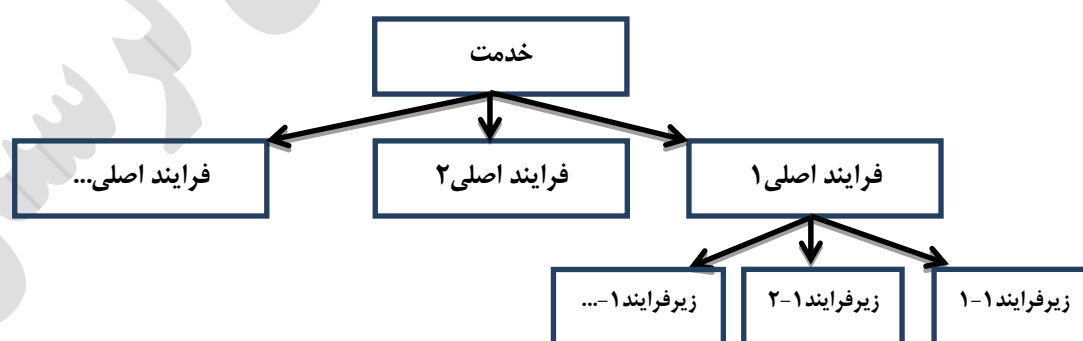 خدمت
فرایند اصلی۱
فرایند اصلی۲
فرایند اصلی...
زیرفرایند۱-۱
زیرفرایند۱-۲
زیرفرایند۱-...